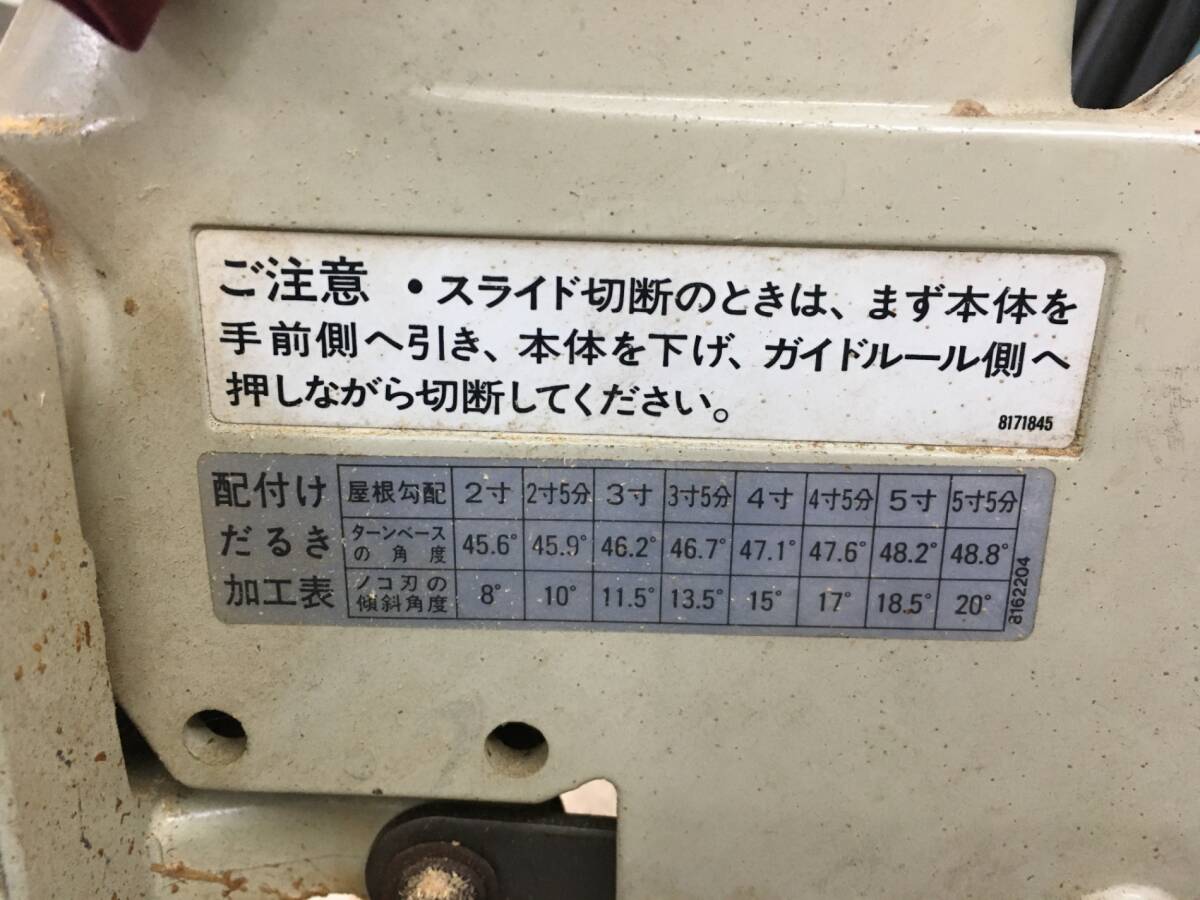 ご注意 ・スライド切断のときは、まず本体を
手前側へ引き、本体を下げ、ガイドルール側へ
押しながら切断してください。
8171845
配付け
だるき
加工表
屋根勾配 2寸 2寸5分 3寸 3寸5分 4寸 4寸5分 5寸 5寸5分
ターンベース
の角度 45.6° 45.9° 46.2° 46.7° 47.1° 47.6° 48.2° 48.8°
ノコ刃の
傾斜角度 8° 10° 11.5° 13.5° 15° 17° 18.5° 20°
8162204